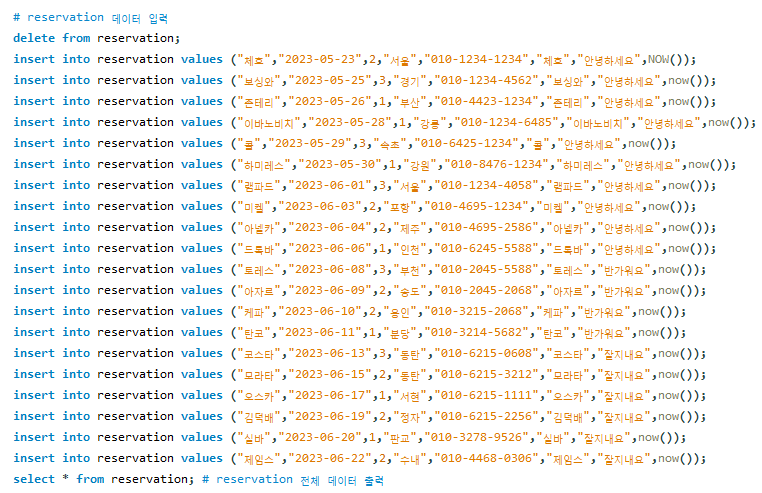 # reservation 데이터 입력
delete from reservation;
insert into reservation values ("체흐","2023-05-23",2,"서울","010-1234-1234","체흐","안녕하세요",NOW());
insert into reservation values ("보싱와","2023-05-25",3,"경기","010-1234-4562","보싱와","안녕하세요",now());
insert into reservation values ("존테리","2023-05-26",1,"부산","010-4423-1234","존테리","안녕하세요",now());
insert into reservation values ("이바노비치","2023-05-28",1,"강릉","010-1234-6485","이바노비치","안녕하세요",now());
insert into reservation values ("콜","2023-05-29",3,"속초","010-6425-1234","콜","안녕하세요",now());
insert into reservation values ("하미레스","2023-05-30",1,"강원","010-8476-1234","하미레스","안녕하세요",now());
insert into reservation values ("램파드","2023-06-01",3,"서울","010-1234-4058","램파드","안녕하세요",now());
insert into reservation values ("미켈","2023-06-03",2,"포항","010-4695-1234","미켈","안녕하세요",now());
insert into reservation values ("아넬카","2023-06-04",2,"제주","010-4695-2586","아넬카","안녕하세요",now());
insert into reservation values ("드록바","2023-06-06",1,"인천","010-6245-5588","드록바","안녕하세요",now());
insert into reservation values ("토레스","2023-06-08",3,"부천","010-2045-5588","토레스","반가워요",now());
insert into reservation values ("아자르","2023-06-09",2,"송도","010-2045-2068","아자르","반가워요",now());
insert into reservation values ("케파","2023-06-10",2,"용인","010-3215-2068","케파","반가워요",now());
insert into reservation values ("탄코","2023-06-11",1,"분당","010-3214-5682","탄코","반가워요",now());
insert into reservation values ("코스타","2023-06-13",3,"동탄","010-6215-0608","코스타","잘지내요",now());
insert into reservation values ("모라타","2023-06-15",2,"동탄","010-6215-3212","모라타","잘지내요",now());
insert into reservation values ("오스카","2023-06-17",1,"서현","010-6215-1111","오스카","잘지내요",now());
insert into reservation values ("김덕배","2023-06-19",2,"정자","010-6215-2256","김덕배","잘지내요",now());
insert into reservation values ("실바","2023-06-20",1,"판교","010-3278-9526","실바","잘지내요",now());
insert into reservation values ("제임스","2023-06-22",2,"수내","010-4468-0306","제임스","잘지내요",now());
select * from reservation; # reservation 전체 데이터 출력